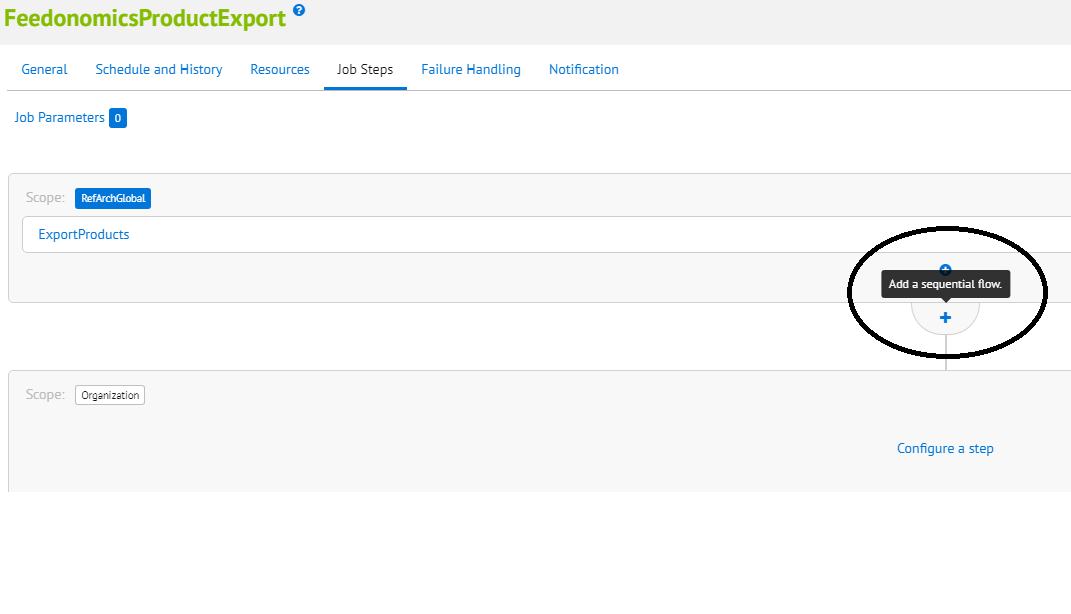 FeedonomicsProductExport ?
General Schedule and History Resources Job Steps Failure Handling Notification
Job Parameters 0
Scope: RefArchGlobal
ExportProducts
Add a sequential flow.
Scope: Organization
Configure a step